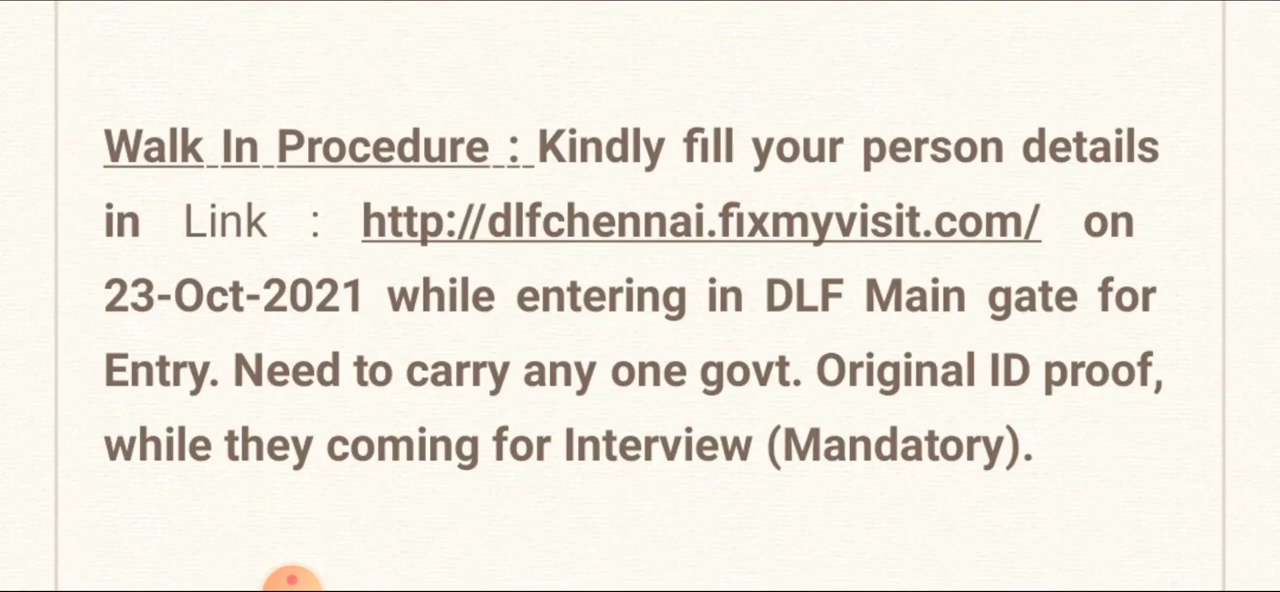 Walk In Procedure : Kindly fill your person details
in Link : http://dlfchennai.fixmyvisit.com/ on
23-Oct-2021 while entering in DLF Main gate for
Entry. Need to carry any one govt. Original ID proof,
while they coming for Interview (Mandatory).